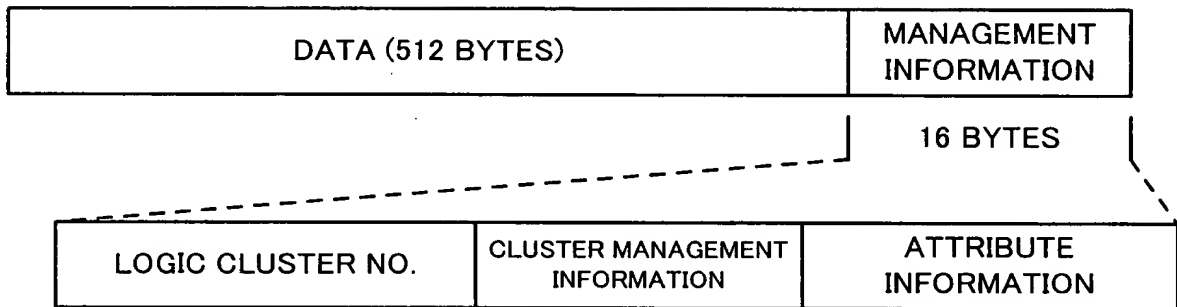 DATA (512 BYTES)
MANAGEMENT
INFORMATION
16 BYTES
LOGIC CLUSTER NO.
CLUSTER MANAGEMENT
INFORMATION
ATTRIBUTE
INFORMATION